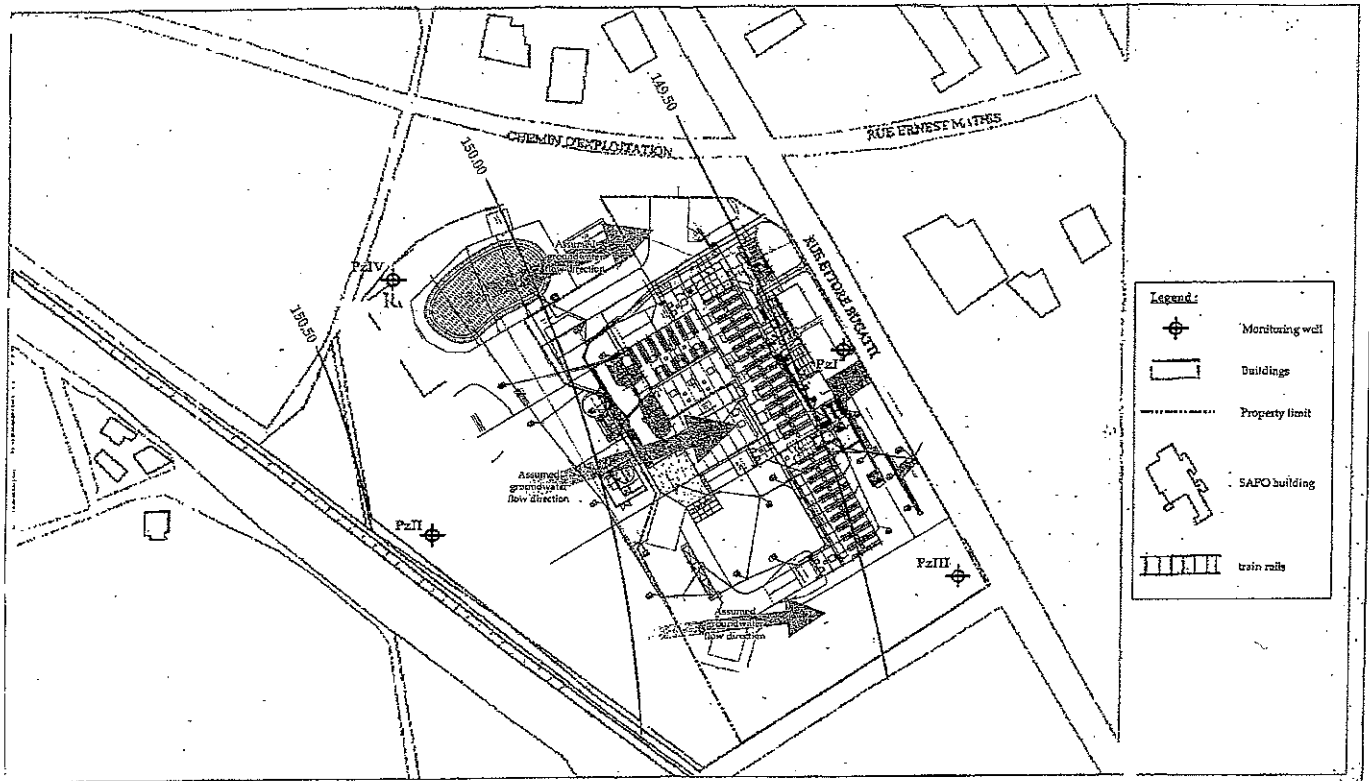 149.50
CHEMIN D'EXPLOITATION
RUE ERNEST MATHIS
150.00
Assumed
groundwater
flow direction
RUE ETTORE BUGATTI
PzIV
150.50
PzI
Assumed
groundwater
flow direction
PzII
PzIII
Assumed
groundwater
flow direction
Legend :
Monitoring well
Buildings
Property limit
SAPO building
train rails